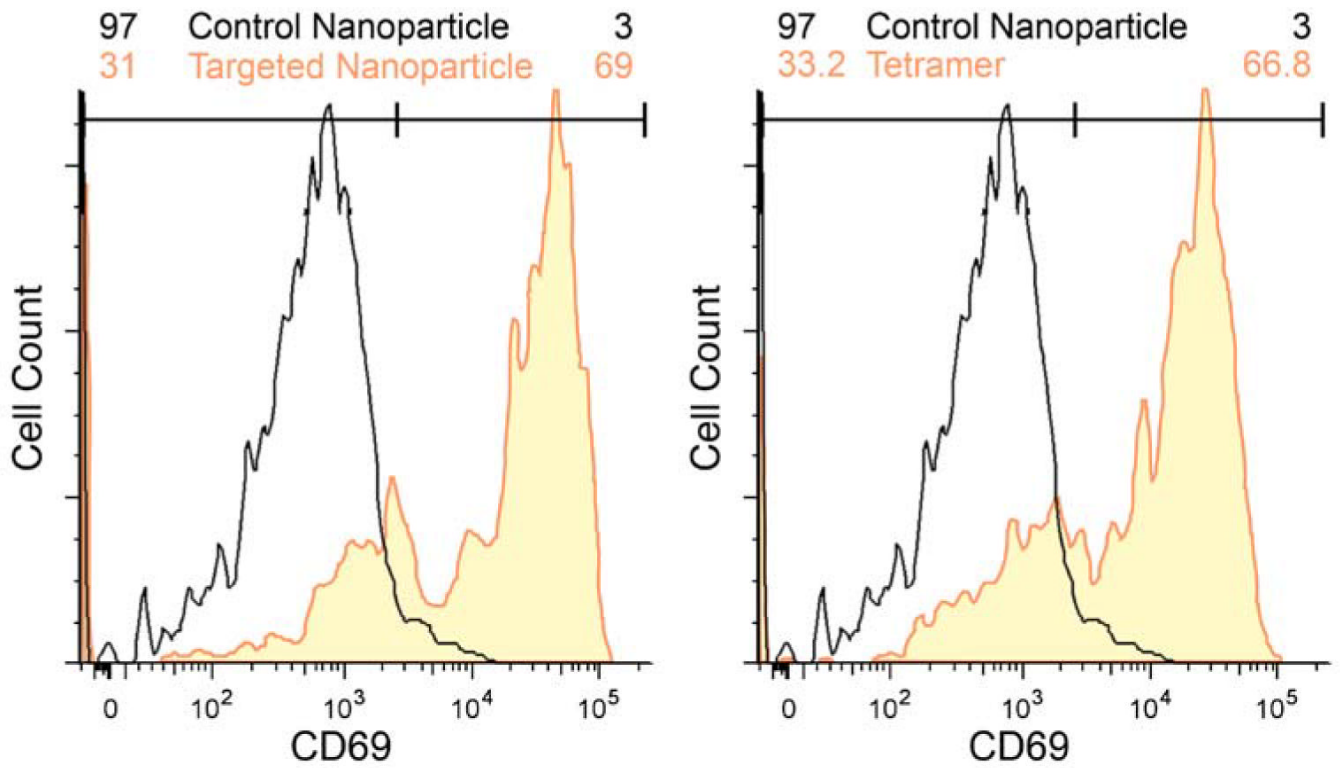 97 Control Nanoparticle 3
31 Targeted Nanoparticle 69
Cell Count
0 10² 10³ 10⁴ 10⁵
CD69
97 Control Nanoparticle 3
33.2 Tetramer 66.8
Cell Count
0 10² 10³ 10⁴ 10⁵
CD69